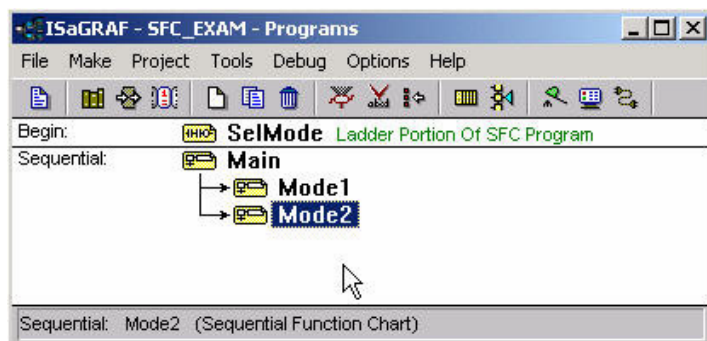 ISaGRAF - SFC_EXAM - Programs
File Make Project Tools Debug Options Help
Begin: SelMode Ladder Portion Of SFC Program
Sequential: Main
Mode1
Mode2
Sequential: Mode2 (Sequential Function Chart)